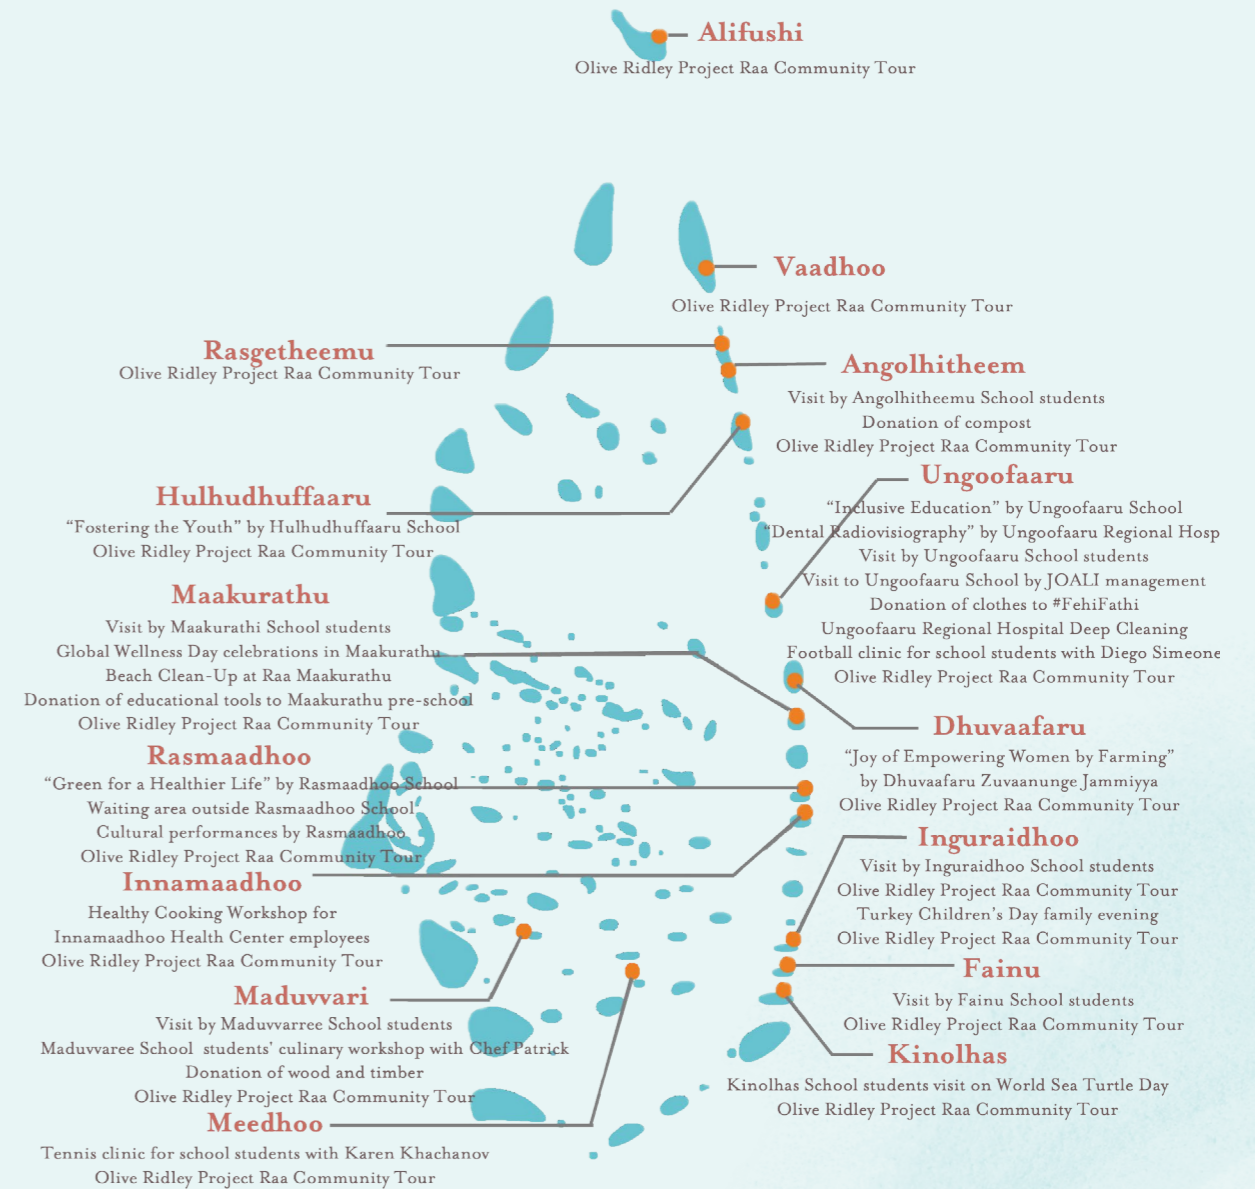 Alifushi
Olive Ridley Project Raa Community Tour
Vaadhoo
Olive Ridley Project Raa Community Tour
Rasgetheemu
Olive Ridley Project Raa Community Tour
Angolhitheem
Visit by Angolhitheemu School students
Donation of compost
Olive Ridley Project Raa Community Tour
Hulhudhuffaaru
“Fostering the Youth” by Hulhudhuffaaru School
Olive Ridley Project Raa Community Tour
Ungoofaaru
“Inclusive Education” by Ungoofaaru School
“Dental Radiovisiography” by Ungoofaaru Regional Hosp
Visit by Ungoofaaru School students
Visit to Ungoofaaru School by JOALI management
Donation of clothes to #FehiFathi
Ungoofaaru Regional Hospital Deep Cleaning
Football clinic for school students with Diego Simeone
Olive Ridley Project Raa Community Tour
Maakurathu
Visit by Maakurathi School students
Global Wellness Day celebrations in Maakurathu
Beach Clean-Up at Raa Maakurathu
Donation of educational tools to Maakurathu pre-school
Olive Ridley Project Raa Community Tour
Dhuvaafaru
“Joy of Empowering Women by Farming”
by Dhuvaafaru Zuvaanunge Jammiyya
Olive Ridley Project Raa Community Tour
Rasmaadhoo
“Green for a Healthier Life” by Rasmaadhoo School
Waiting area outside Rasmaadhoo School
Cultural performances by Rasmaadhoo
Olive Ridley Project Raa Community Tour
Inguraidhoo
Visit by Inguraidhoo School students
Olive Ridley Project Raa Community Tour
Turkey Children’s Day family evening
Olive Ridley Project Raa Community Tour
Innamaadhoo
Healthy Cooking Workshop for
Innamaadhoo Health Center employees
Olive Ridley Project Raa Community Tour
Fainu
Visit by Fainu School students
Olive Ridley Project Raa Community Tour
Maduvvari
Visit by Maduvvarree School students
Maduvvaree School students’ culinary workshop with Chef Patrick
Donation of wood and timber
Olive Ridley Project Raa Community Tour
Kinolhas
Kinolhas School students visit on World Sea Turtle Day
Olive Ridley Project Raa Community Tour
Meedhoo
Tennis clinic for school students with Karen Khachanov
Olive Ridley Project Raa Community Tour